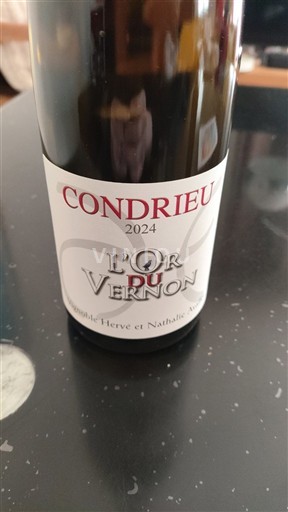 CONDRIEU
2024
L'OR
DU
VERNON
Hervé et Nathalie